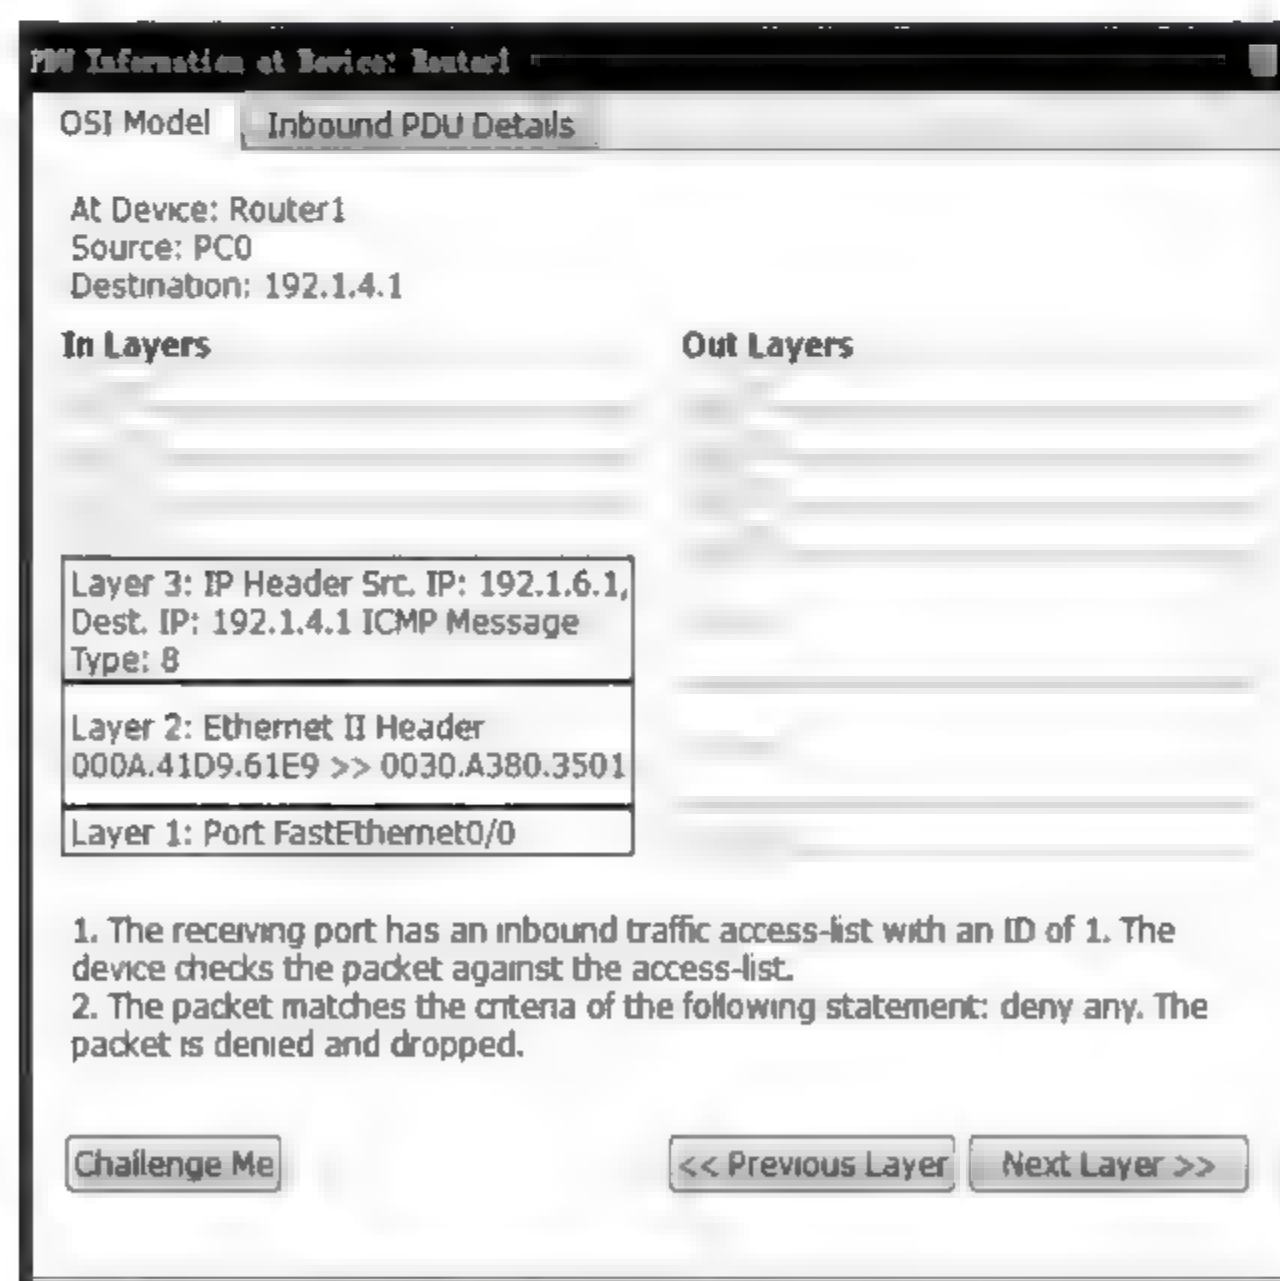 PDU Information at Device: Router1
OSI Model
Inbound PDU Details
At Device: Router1
Source: PC0
Destination: 192.1.4.1
In Layers
Out Layers
Layer 3: IP Header Src. IP: 192.1.6.1,
Dest. IP: 192.1.4.1 ICMP Message
Type: 8
Layer 2: Ethernet II Header
000A.41D9.61E9 >> 0030.A380.3501
Layer 1: Port FastEthernet0/0
1. The receiving port has an inbound traffic access-list with an ID of 1. The
device checks the packet against the access-list.
2. The packet matches the criteria of the following statement: deny any. The
packet is denied and dropped.
Challenge Me
<< Previous Layer
Next Layer >>